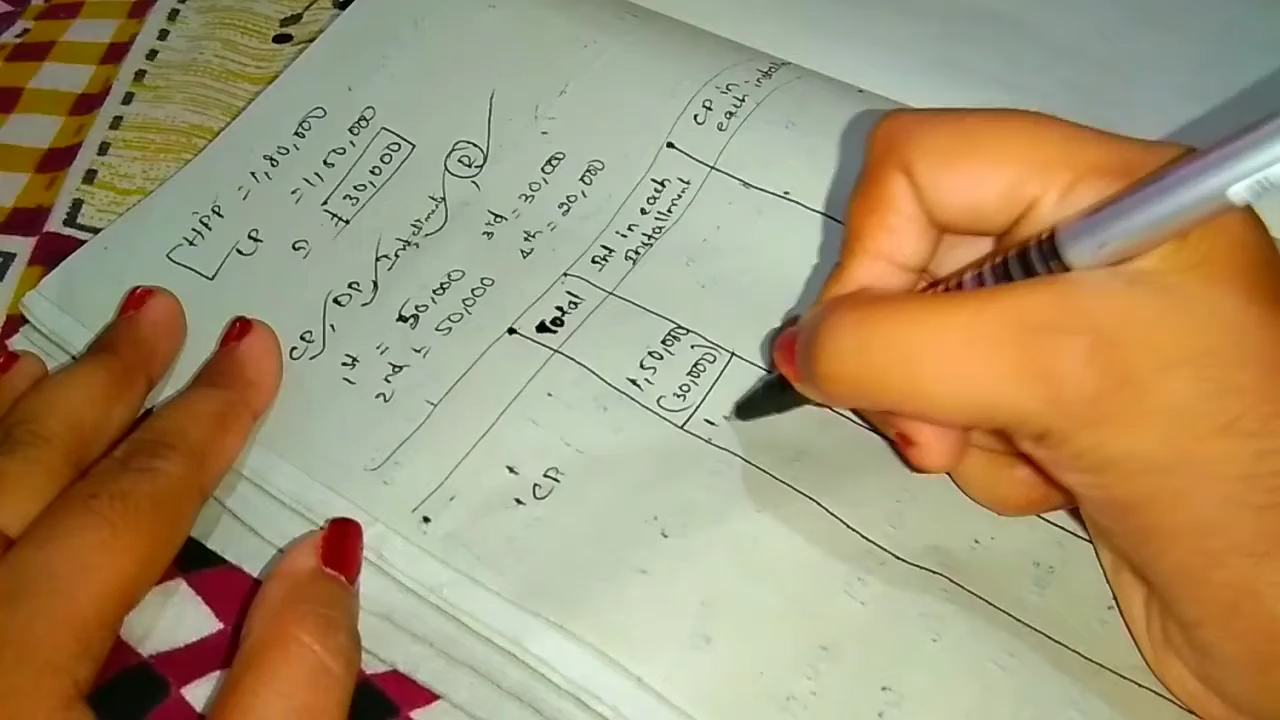 HPP = 1,80,000
CP = 1,50,000
30,000
CP, DP, Installment, R
1st = 50,000
2nd = 50,000
3rd = 30,000
4th = 20,000
Total
Int in each
Installment
CP in
each instal
1,50,000
(30,000)
CP